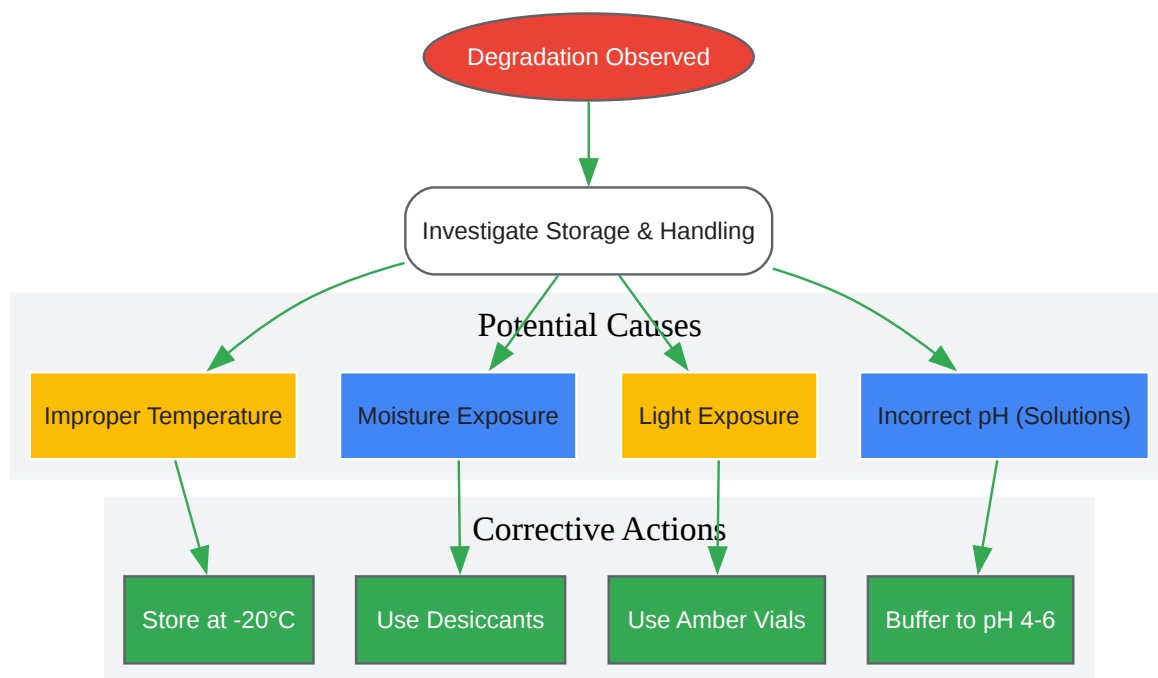 Degradation Observed
Investigate Storage & Handling
Potential Causes
Improper Temperature
Moisture Exposure
Light Exposure
Incorrect pH (Solutions)
Corrective Actions
Store at -20°C
Use Desiccants
Use Amber Vials
Buffer to pH 4-6